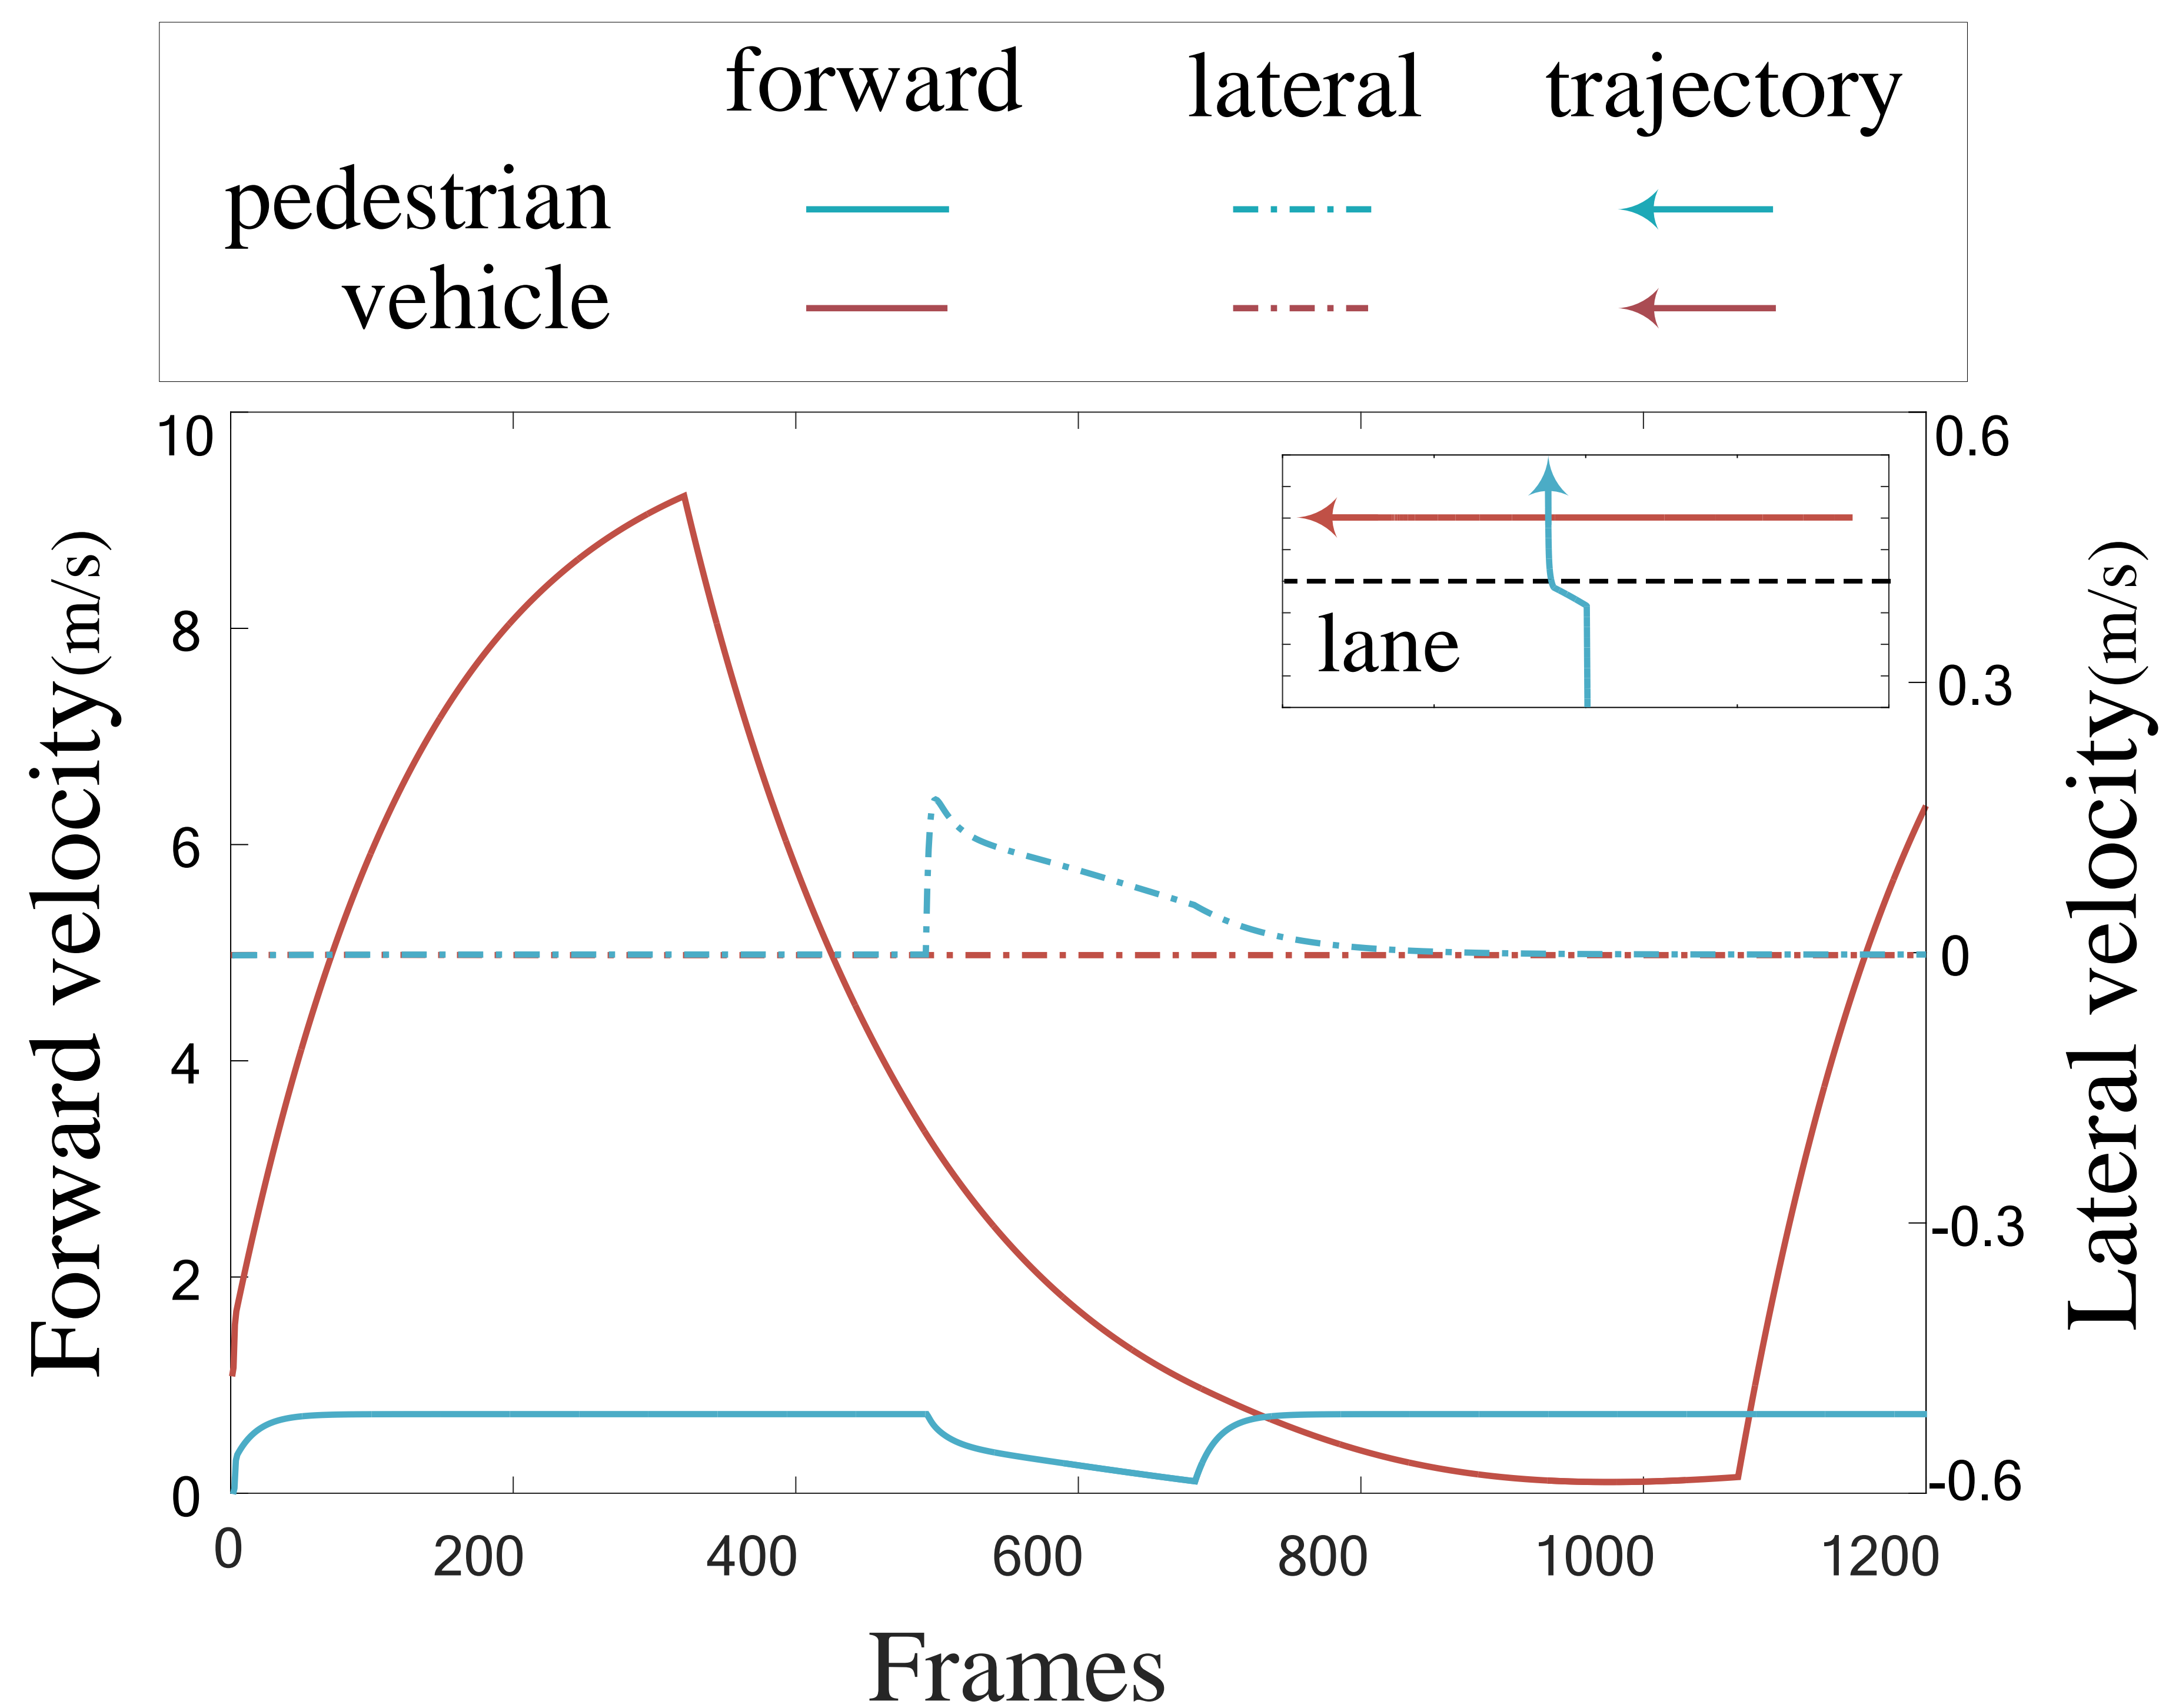 forward lateral trajectory
pedestrian
vehicle
10
8
6
4
2
0
Forward velocity(m/s)
lane
0.6
0.3
0
-0.3
-0.6
Lateral velocity(m/s)
0 200 400 600 800 1000 1200
Frames